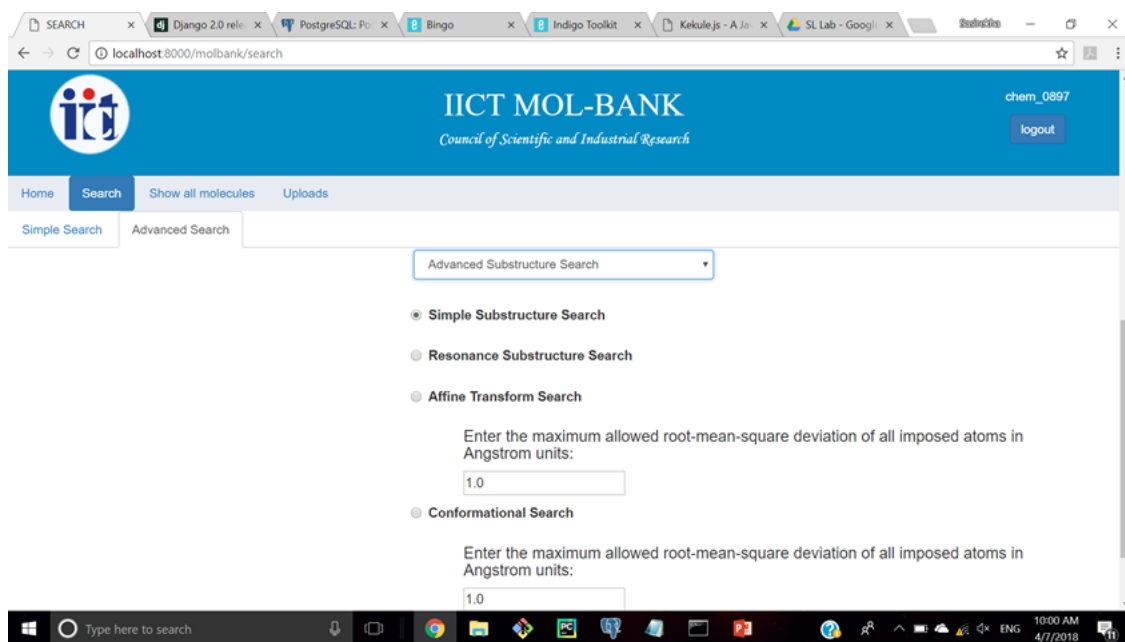 SEARCH
Django 2.0 rele
PostgreSQL: Po
Bingo
Indigo Toolkit
Kekule.js - A Ja
SL Lab - Google
localhost:8000/molbank/search
iict
IICT MOL-BANK
Council of Scientific and Industrial Research
chem_0897
logout
Home
Search
Show all molecules
Uploads
Simple Search
Advanced Search
Advanced Substructure Search
Simple Substructure Search
Resonance Substructure Search
Affine Transform Search
Enter the maximum allowed root-mean-square deviation of all imposed atoms in
Angstrom units:
1.0
Conformational Search
Enter the maximum allowed root-mean-square deviation of all imposed atoms in
Angstrom units:
1.0
Type here to search
ENG
10:00 AM
4/7/2018